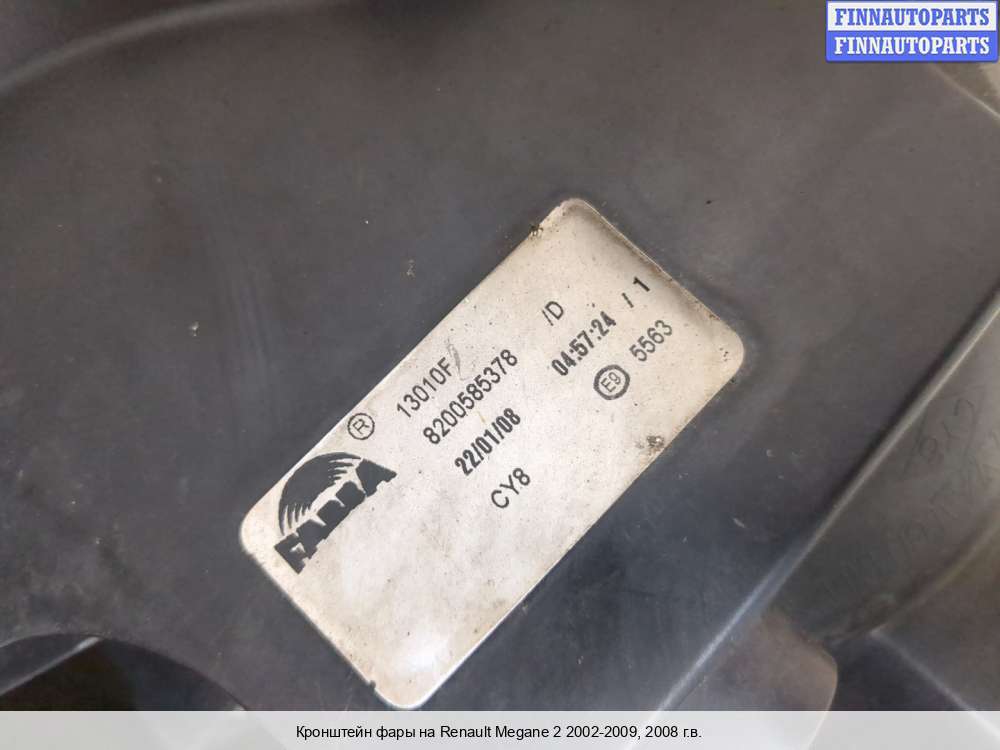 FINNAUTOPARTS
FINNAUTOPARTS
FARBA
®
13010F
/D
8200585378
04:57:24 / 1
22/01/08
E9 5563
CY8
Кронштейн фары на Renault Megane 2 2002-2009, 2008 г.в.